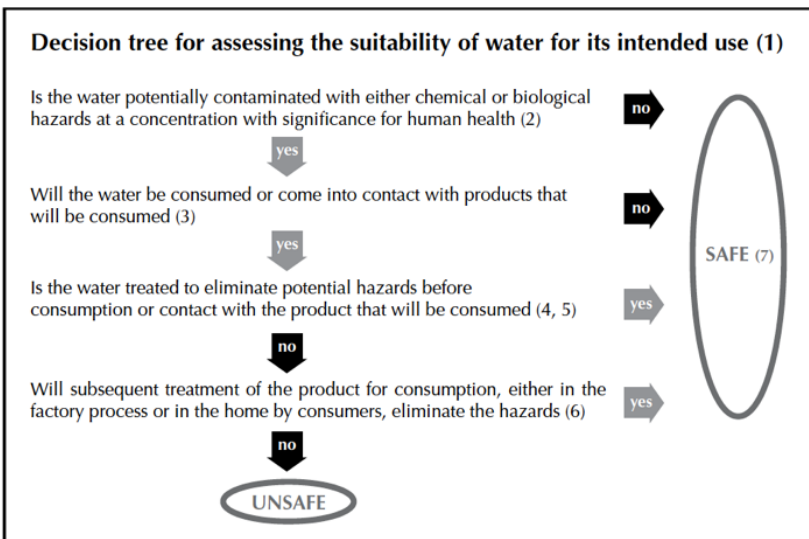 Decision tree for assessing the suitability of water for its intended use (1)
Is the water potentially contaminated with either chemical or biological
hazards at a concentration with significance for human health (2)
no
yes
Will the water be consumed or come into contact with products that
will be consumed (3)
no
yes
SAFE (7)
Is the water treated to eliminate potential hazards before
consumption or contact with the product that will be consumed (4, 5)
yes
no
Will subsequent treatment of the product for consumption, either in the
factory process or in the home by consumers, eliminate the hazards (6)
yes
no
UNSAFE